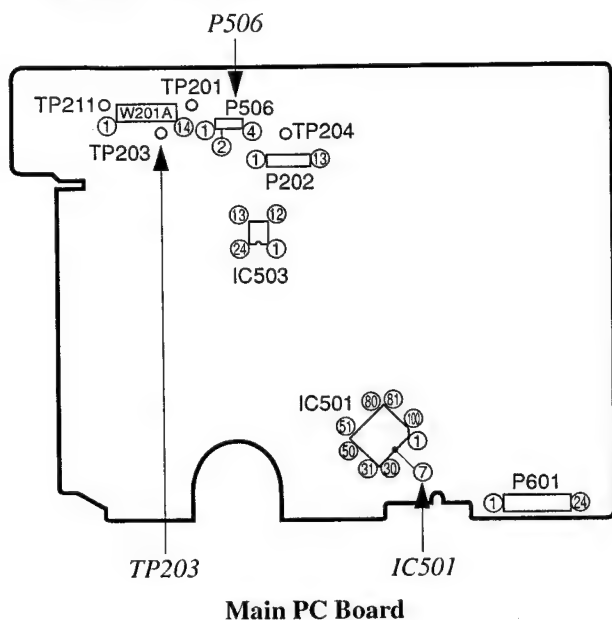 P506
TP201
TP211 W201A P506
1 14 1 4 TP204
TP203 2
1 13
P202
13 12
24 1
IC503
IC501 80 81
51 100
1
50
31 30 7
P601
1 24
TP203 IC501
Main PC Board